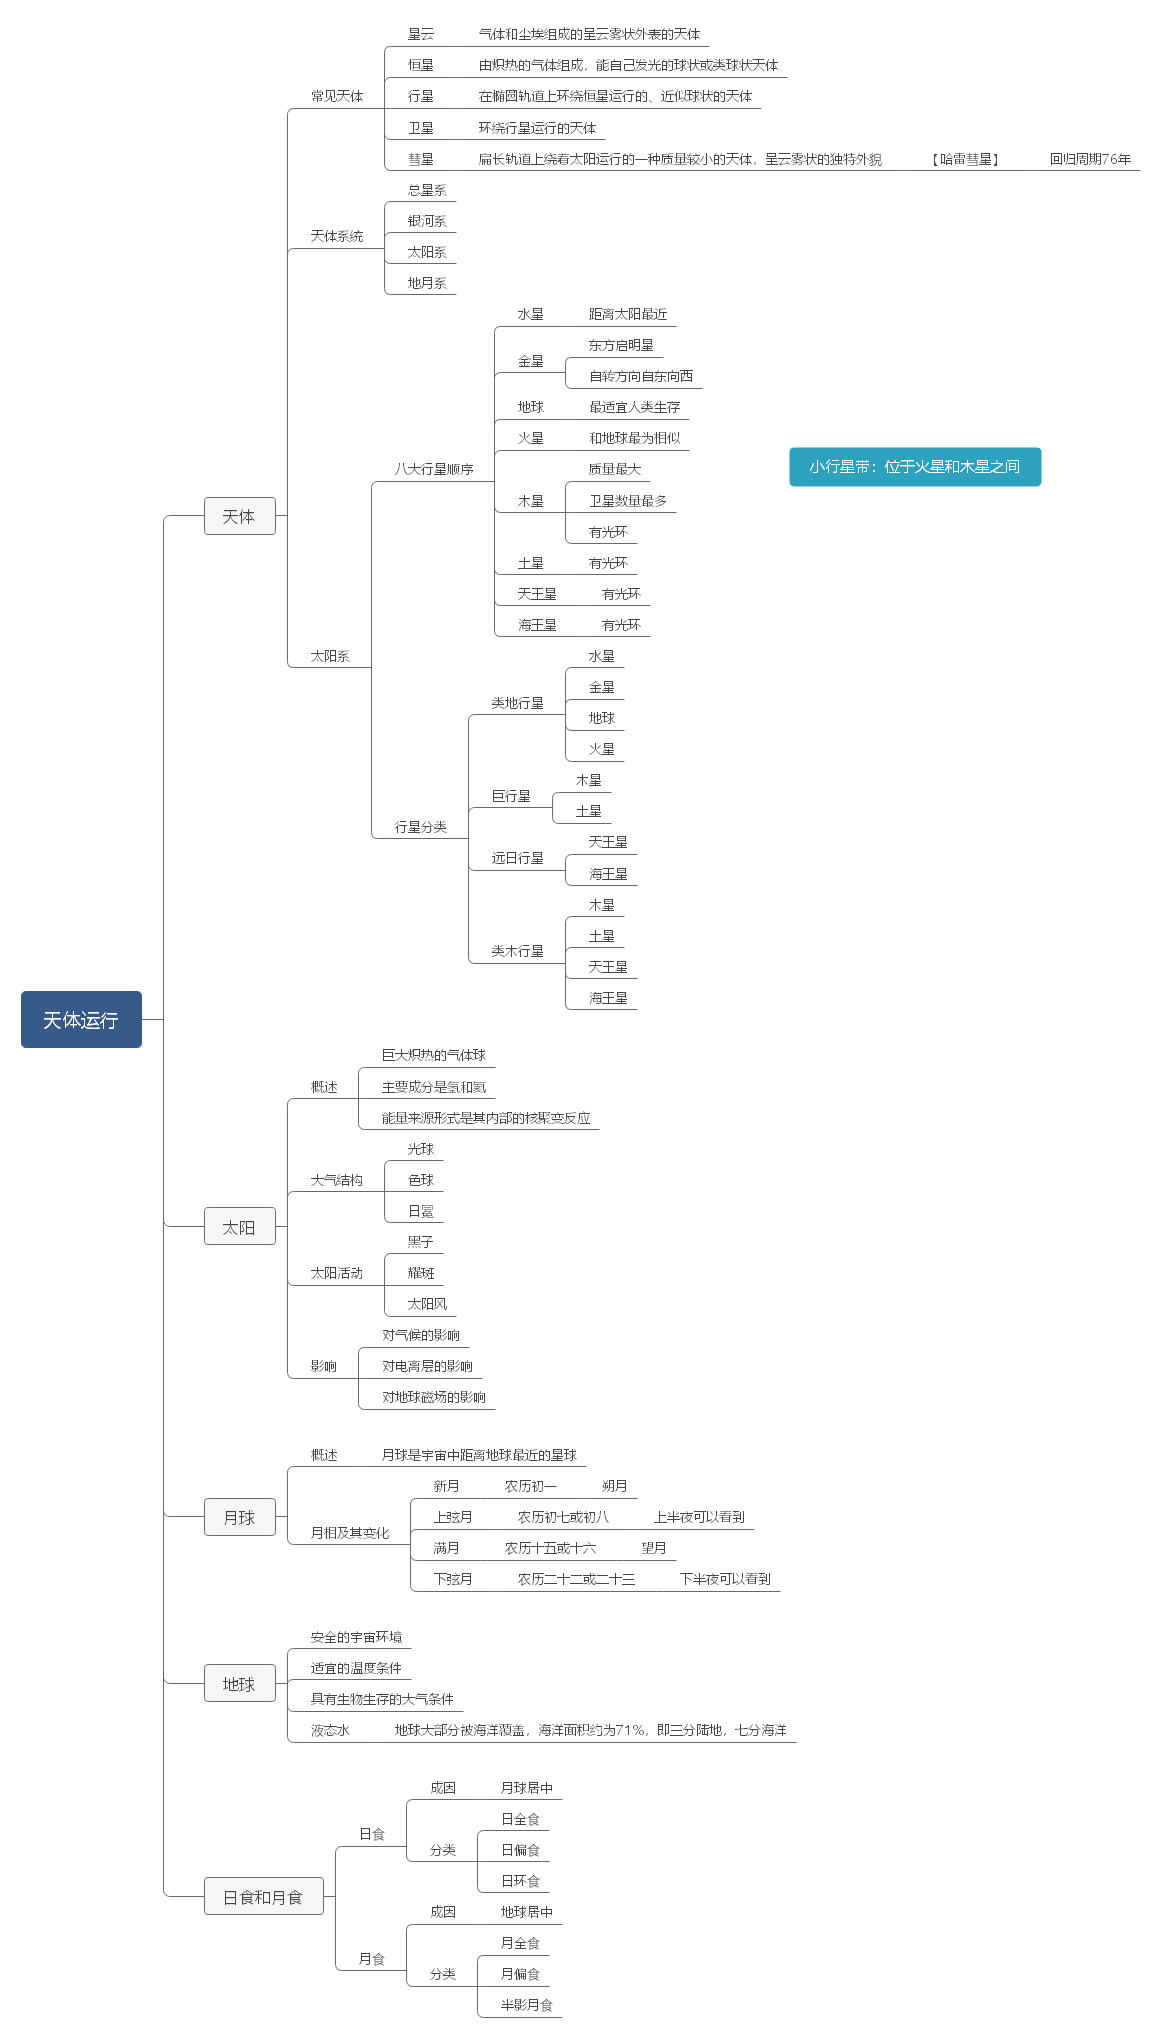 天体运行
天体
常见天体
星云
气体和尘埃组成的呈云雾状外表的天体
恒星
由炽热的气体组成，能自己发光的球状或类球状天体
行星
在椭圆轨道上环绕恒星运行的、近似球状的天体
卫星
环绕行星运行的天体
彗星
扁长轨道上绕着太阳运行的一种质量较小的天体，呈云雾状的独特外貌
【哈雷彗星】
回归周期76年
天体系统
总星系
银河系
太阳系
地月系
太阳系
八大行星顺序
水星
距离太阳最近
金星
东方启明星
自转方向自东向西
地球
最适宜人类生存
火星
和地球最为相似
木星
质量最大
卫星数量最多
有光环
土星
有光环
天王星
有光环
海王星
有光环
小行星带：位于火星和木星之间
行星分类
类地行星
水星
金星
地球
火星
巨行星
木星
土星
远日行星
天王星
海王星
类木行星
木星
土星
天王星
海王星
太阳
概述
巨大炽热的气体球
主要成分是氢和氦
能量来源形式是其内部的核聚变反应
大气结构
光球
色球
日冕
太阳活动
黑子
耀斑
太阳风
影响
对气候的影响
对电离层的影响
对地球磁场的影响
月球
概述
月球是宇宙中距离地球最近的星球
月相及其变化
新月
农历初一
朔月
上弦月
农历初七或初八
上半夜可以看到
满月
农历十五或十六
望月
下弦月
农历二十二或二十三
下半夜可以看到
地球
安全的宇宙环境
适宜的温度条件
具有生物生存的大气条件
液态水
地球大部分被海洋覆盖，海洋面积约为71%，即三分陆地，七分海洋
日食和月食
日食
成因
月球居中
分类
日全食
日偏食
日环食
月食
成因
地球居中
分类
月全食
月偏食
半影月食